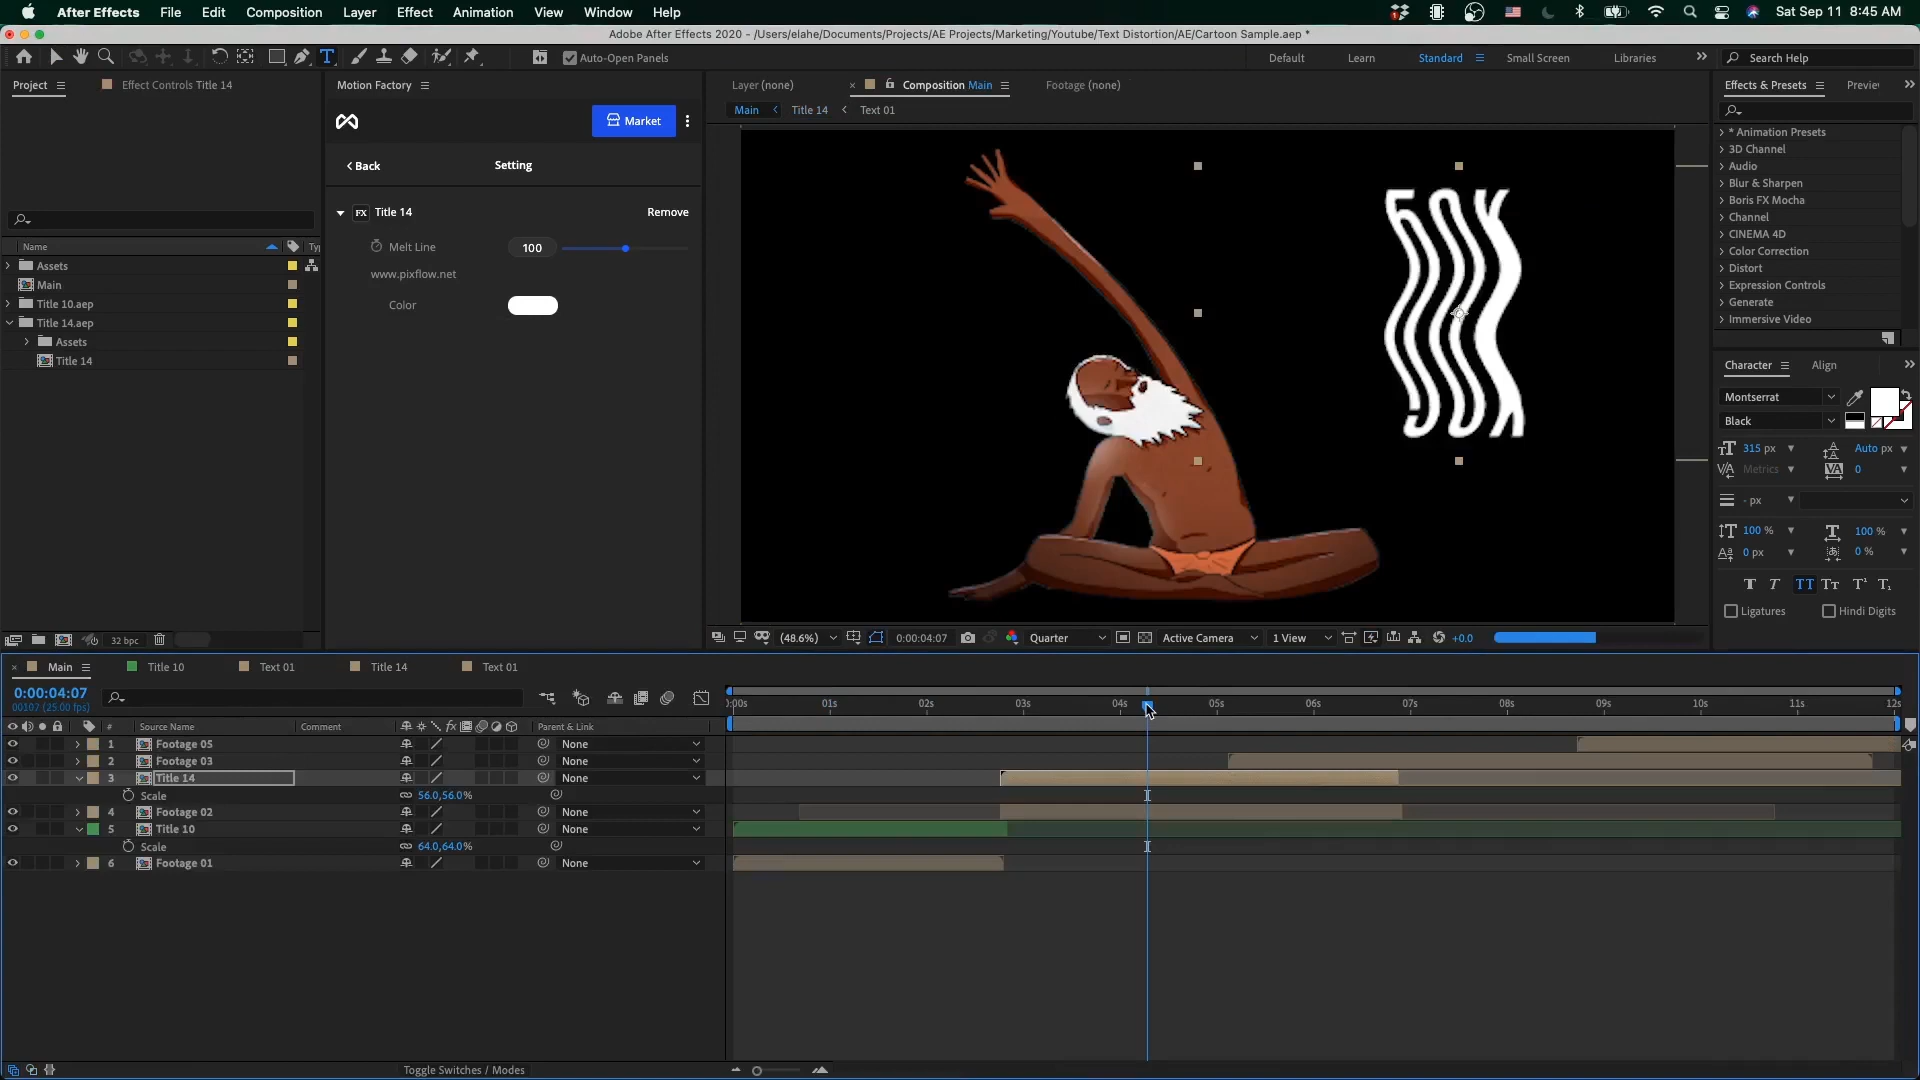 After Effects File Edit Composition Layer Effect Animation View Window Help
Sat Sep 11 8:45 AM
Adobe After Effects 2020 - /Users/elahe/Documents/Projects/AE Projects/Marketing/Youtube/Text Distortion/AE/Cartoon Sample.aep *
Auto-Open Panels
Default Learn Standard Small Screen Libraries
Search Help
Project
Effect Controls Title 14
Name
Assets
Main
Title 10.aep
Title 14.aep
Assets
Title 14
32 bpc
Motion Factory
Market
Back
Setting
FX Title 14 Remove
Melt Line 100
www.pixflow.net
Color
Layer (none)
Composition Main
Footage (none)
Main Title 14 Text 01
(48.6%) 0:00:04:07 Quarter Active Camera 1 View +0.0
Effects & Presets
* Animation Presets
3D Channel
Audio
Blur & Sharpen
Boris FX Mocha
Channel
CINEMA 4D
Color Correction
Distort
Expression Controls
Generate
Immersive Video
Character
Align
Montserrat
Black
315 px Auto px
Metrics 0
- px
100 % 100 %
0 px 0 %
Ligatures Hindi Digits
Main Title 10 Text 01 Title 14 Text 01
0:00:04:07
00107 (25.00 fps)
# Source Name Comment Parent & Link
:00s 01s 02s 03s 04s 05s 06s 07s 08s 09s 10s 11s 12s
1 Footage 05 None
2 Footage 03 None
3 Title 14 None
Scale 56.0,56.0%
4 Footage 02 None
5 Title 10 None
Scale 64.0,64.0%
6 Footage 01 None
Toggle Switches / Modes